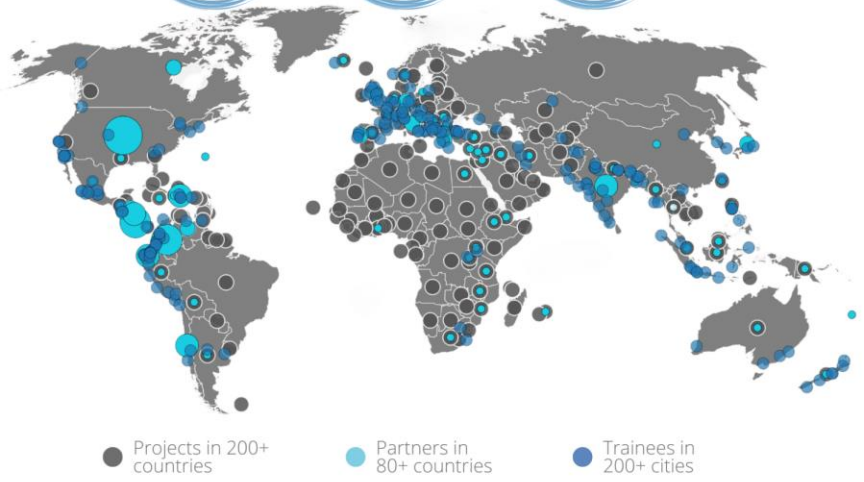 Projects in 200+
countries
Partners in
80+ countries
Trainees in
200+ cities